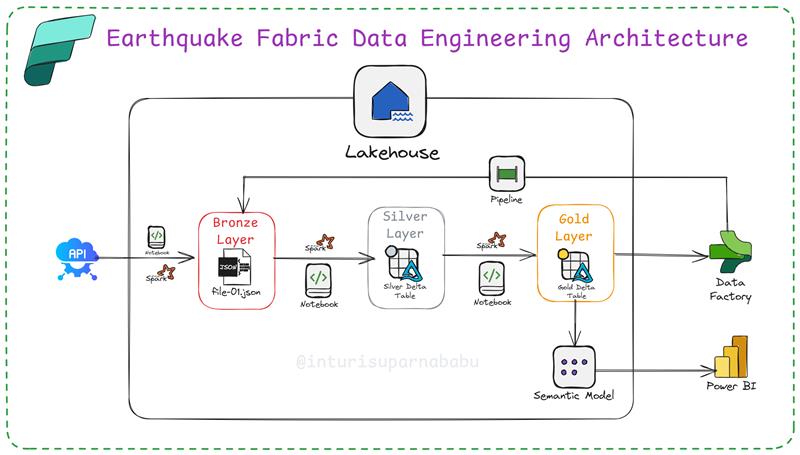 Earthquake Fabric Data Engineering Architecture
Lakehouse
Pipeline
API
Notebook
Spark
Bronze
Layer
JSON
file-01.json
Spark
Notebook
Silver
Layer
Silver Delta
Table
Spark
Notebook
Gold
Layer
Gold Delta
Table
Data
Factory
@inturisuparnababu
Semantic Model
Power BI